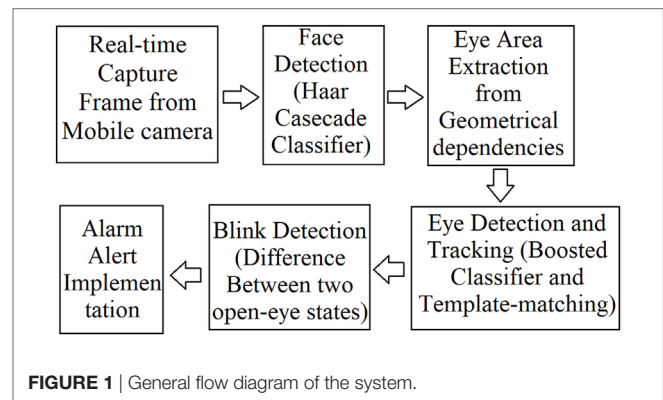 Real-time
Capture
Frame from
Mobile camera
Face
Detection
(Haar
Casecade
Classifier)
Eye Area
Extraction
from
Geometrical
dependencies
Eye Detection and
Tracking (Boosted
Classifier and
Template-matching)
Blink Detection
(Difference
Between two
open-eye states)
Alarm
Alert
Implemen
tation
FIGURE 1 | General flow diagram of the system.